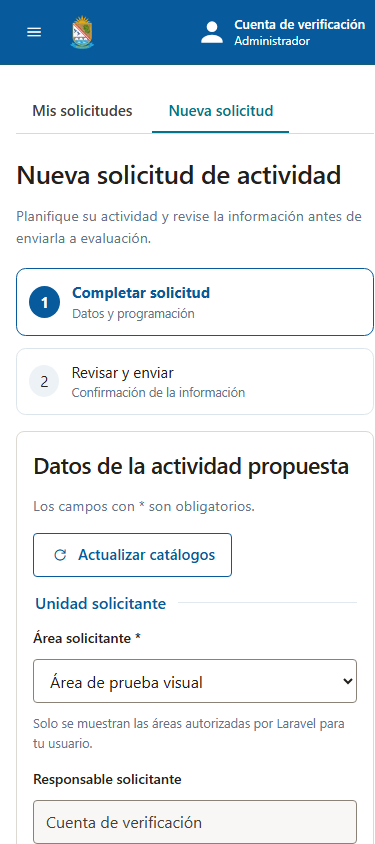 Cuenta de verificación
Administrador
Mis solicitudes
Nueva solicitud
Nueva solicitud de actividad
Planifique su actividad y revise la información antes de
enviarla a evaluación.
1
Completar solicitud
Datos y programación
2
Revisar y enviar
Confirmación de la información
Datos de la actividad propuesta
Los campos con * son obligatorios.
Actualizar catálogos
Unidad solicitante
Área solicitante *
Área de prueba visual
Solo se muestran las áreas autorizadas por Laravel para
tu usuario.
Responsable solicitante
Cuenta de verificación